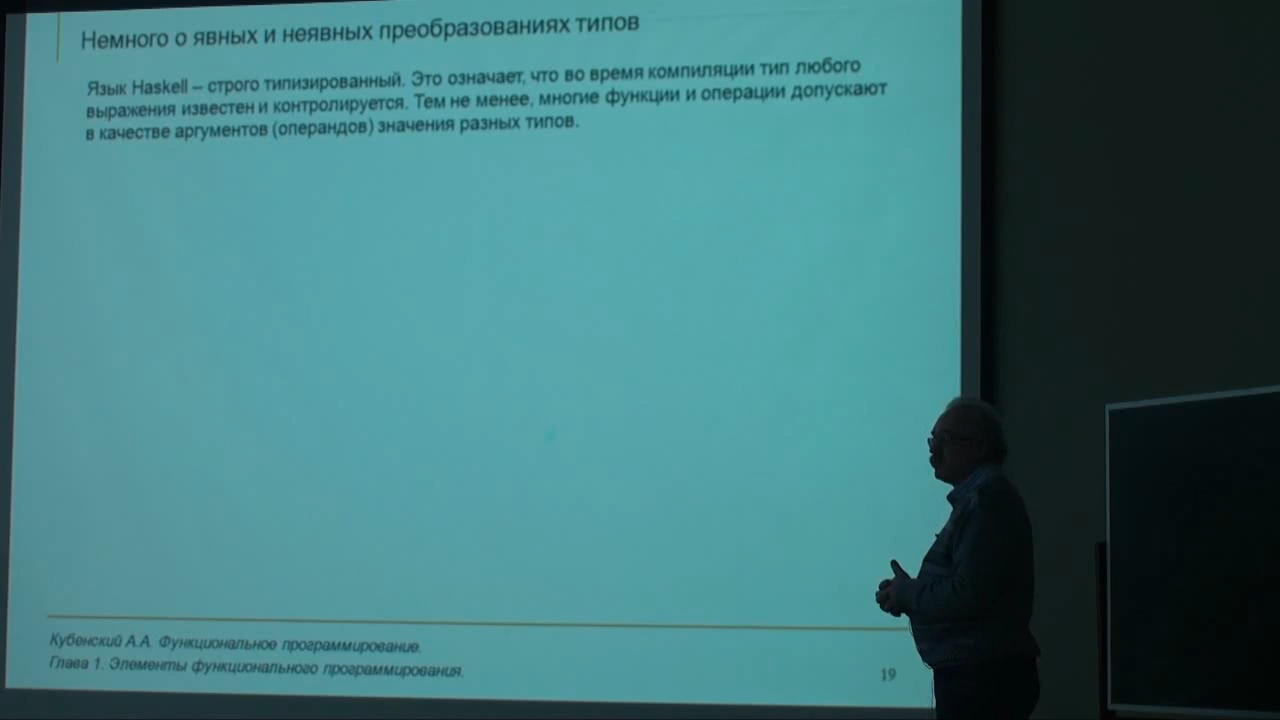 Немного о явных и неявных преобразованиях типов
Язык Haskell – строго типизированный. Это означает, что во время компиляции тип любого
выражения известен и контролируется. Тем не менее, многие функции и операции допускают
в качестве аргументов (операндов) значения разных типов.
Кубенский А.А. Функциональное программирование.
Глава 1. Элементы функционального программирования.
19